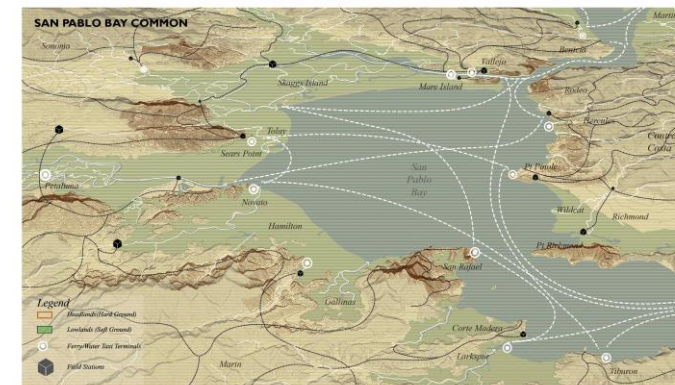 SAN PABLO BAY COMMON
Martin
Sonoma
Benicia
Vallejo
Skaggs Island
Mare Island
Rodeo
Hercules
Tolay
Contra
Costa
Sears Point
San
Pablo
Bay
Pt Pinole
Petaluma
Novato
Wildcat
Richmond
Hamilton
Pt Richmond
San Rafael
Legend
Headlands(Hard Ground)
Gallinas
Lowlands (Soft Ground)
Corte Madera
Ferry/Water Taxi Terminals
Larkspur
Field Stations
Marin
Tiburon